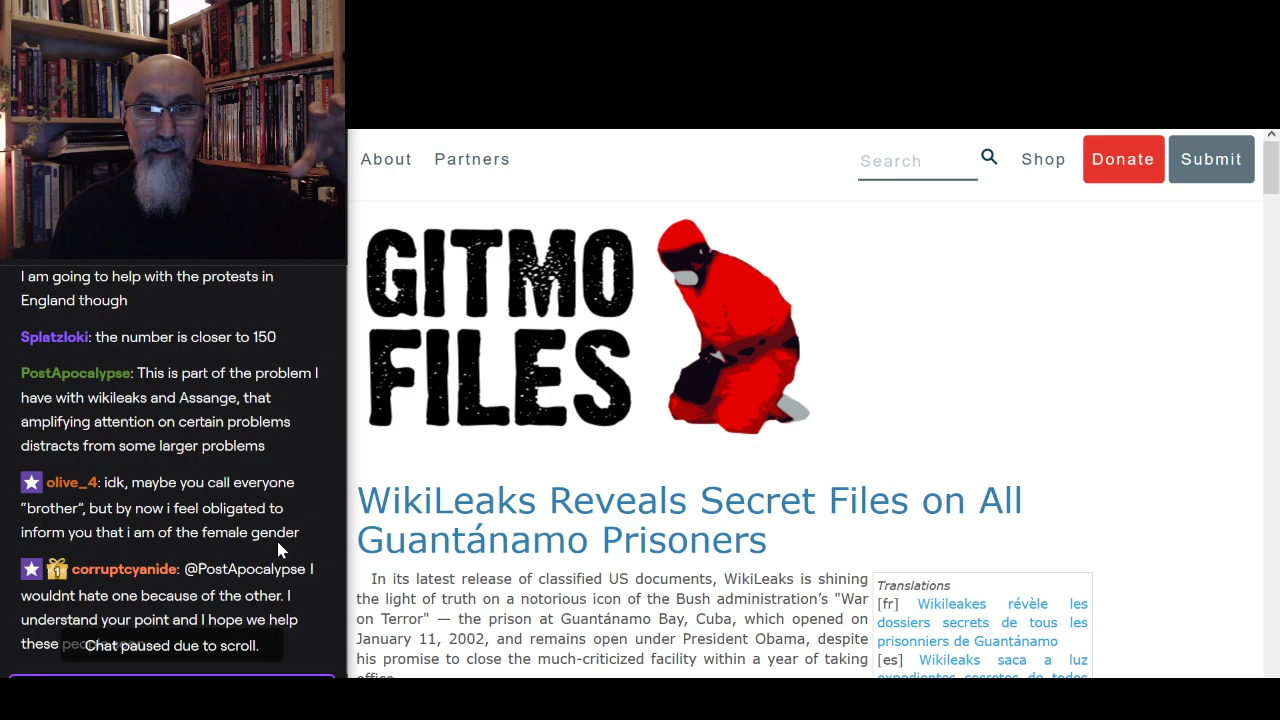 I am going to help with the protests in
England though
Splatzloki: the number is closer to 150
PostApocalypse: This is part of the problem I
have with wikileaks and Assange, that
amplifying attention on certain problems
distracts from some larger problems
olive_4: idk, maybe you call everyone
“brother”, but by now i feel obligated to
inform you that i am of the female gender
1 corruptcyanide: @PostApocalypse I
wouldnt hate one because of the other. I
understand your point and I hope we help
these
Chat paused due to scroll.
About Partners Search Shop Donate Submit
GITMO
FILES
WikiLeaks Reveals Secret Files on All
Guantánamo Prisoners
In its latest release of classified US documents, WikiLeaks is shining
the light of truth on a notorious icon of the Bush administration’s "War
on Terror" — the prison at Guantánamo Bay, Cuba, which opened on
January 11, 2002, and remains open under President Obama, despite
his promise to close the much-criticized facility within a year of taking
office.
Translations
[fr] Wikileakes révèle les
dossiers secrets de tous les
prisonniers de Guantánamo
[es] Wikileaks saca a luz
expedientes secretos de todos